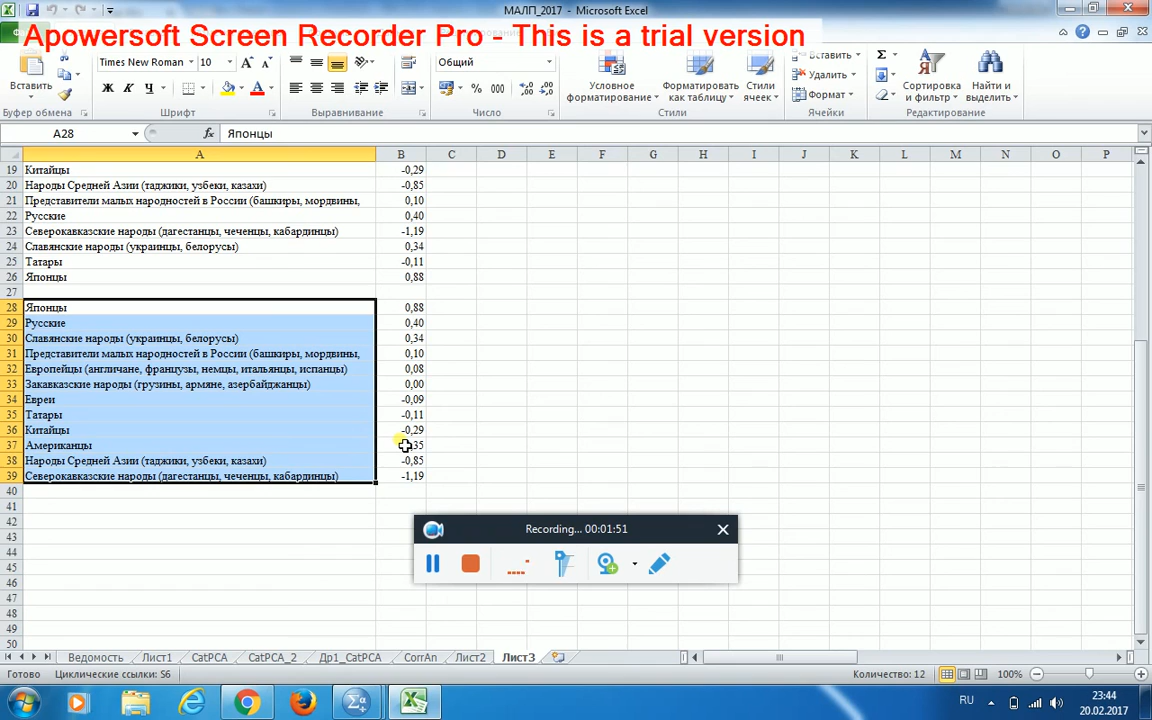 МАЛП_2017 - Microsoft Excel
Apowersoft Screen Recorder Pro - This is a trial version
Вставить
Буфер обмена
Times New Roman 10
Ж К Ч
Шрифт
Выравнивание
Общий
% 000
Число
Условное форматирование
Форматировать как таблицу
Стили ячеек
Стили
Вставить
Удалить
Формат
Ячейки
Сортировка и фильтр
Найти и выделить
Редактирование
A28 fx Японцы
A B C D E F G H I J K L M N O P
19 Китайцы -0,29
20 Народы Средней Азии (таджики, узбеки, казахи) -0,85
21 Представители малых народностей в России (башкиры, мордвины, 0,10
22 Русские 0,40
23 Северокавказские народы (дагестанцы, чеченцы, кабардинцы) -1,19
24 Славянские народы (украинцы, белорусы) 0,34
25 Татары -0,11
26 Японцы 0,88
27
28 Японцы 0,88
29 Русские 0,40
30 Славянские народы (украинцы, белорусы) 0,34
31 Представители малых народностей в России (башкиры, мордвины, 0,10
32 Европейцы (англичане, французы, немцы, итальянцы, испанцы) 0,08
33 Закавказские народы (грузины, армяне, азербайджанцы) 0,00
34 Евреи -0,09
35 Татары -0,11
36 Китайцы -0,29
37 Американцы 35
38 Народы Средней Азии (таджики, узбеки, казахи) -0,85
39 Северокавказские народы (дагестанцы, чеченцы, кабардинцы) -1,19
40
41
42
43
44
45
46
47
48
49
50
Recording... 00:01:51
Ведомость Лист1 CatPCA CatPCA_2 Др1_CatPCA CorrAn Лист2 Лист3
Готово Циклические ссылки: S6 Количество: 12 100%
RU 23:44
20.02.2017